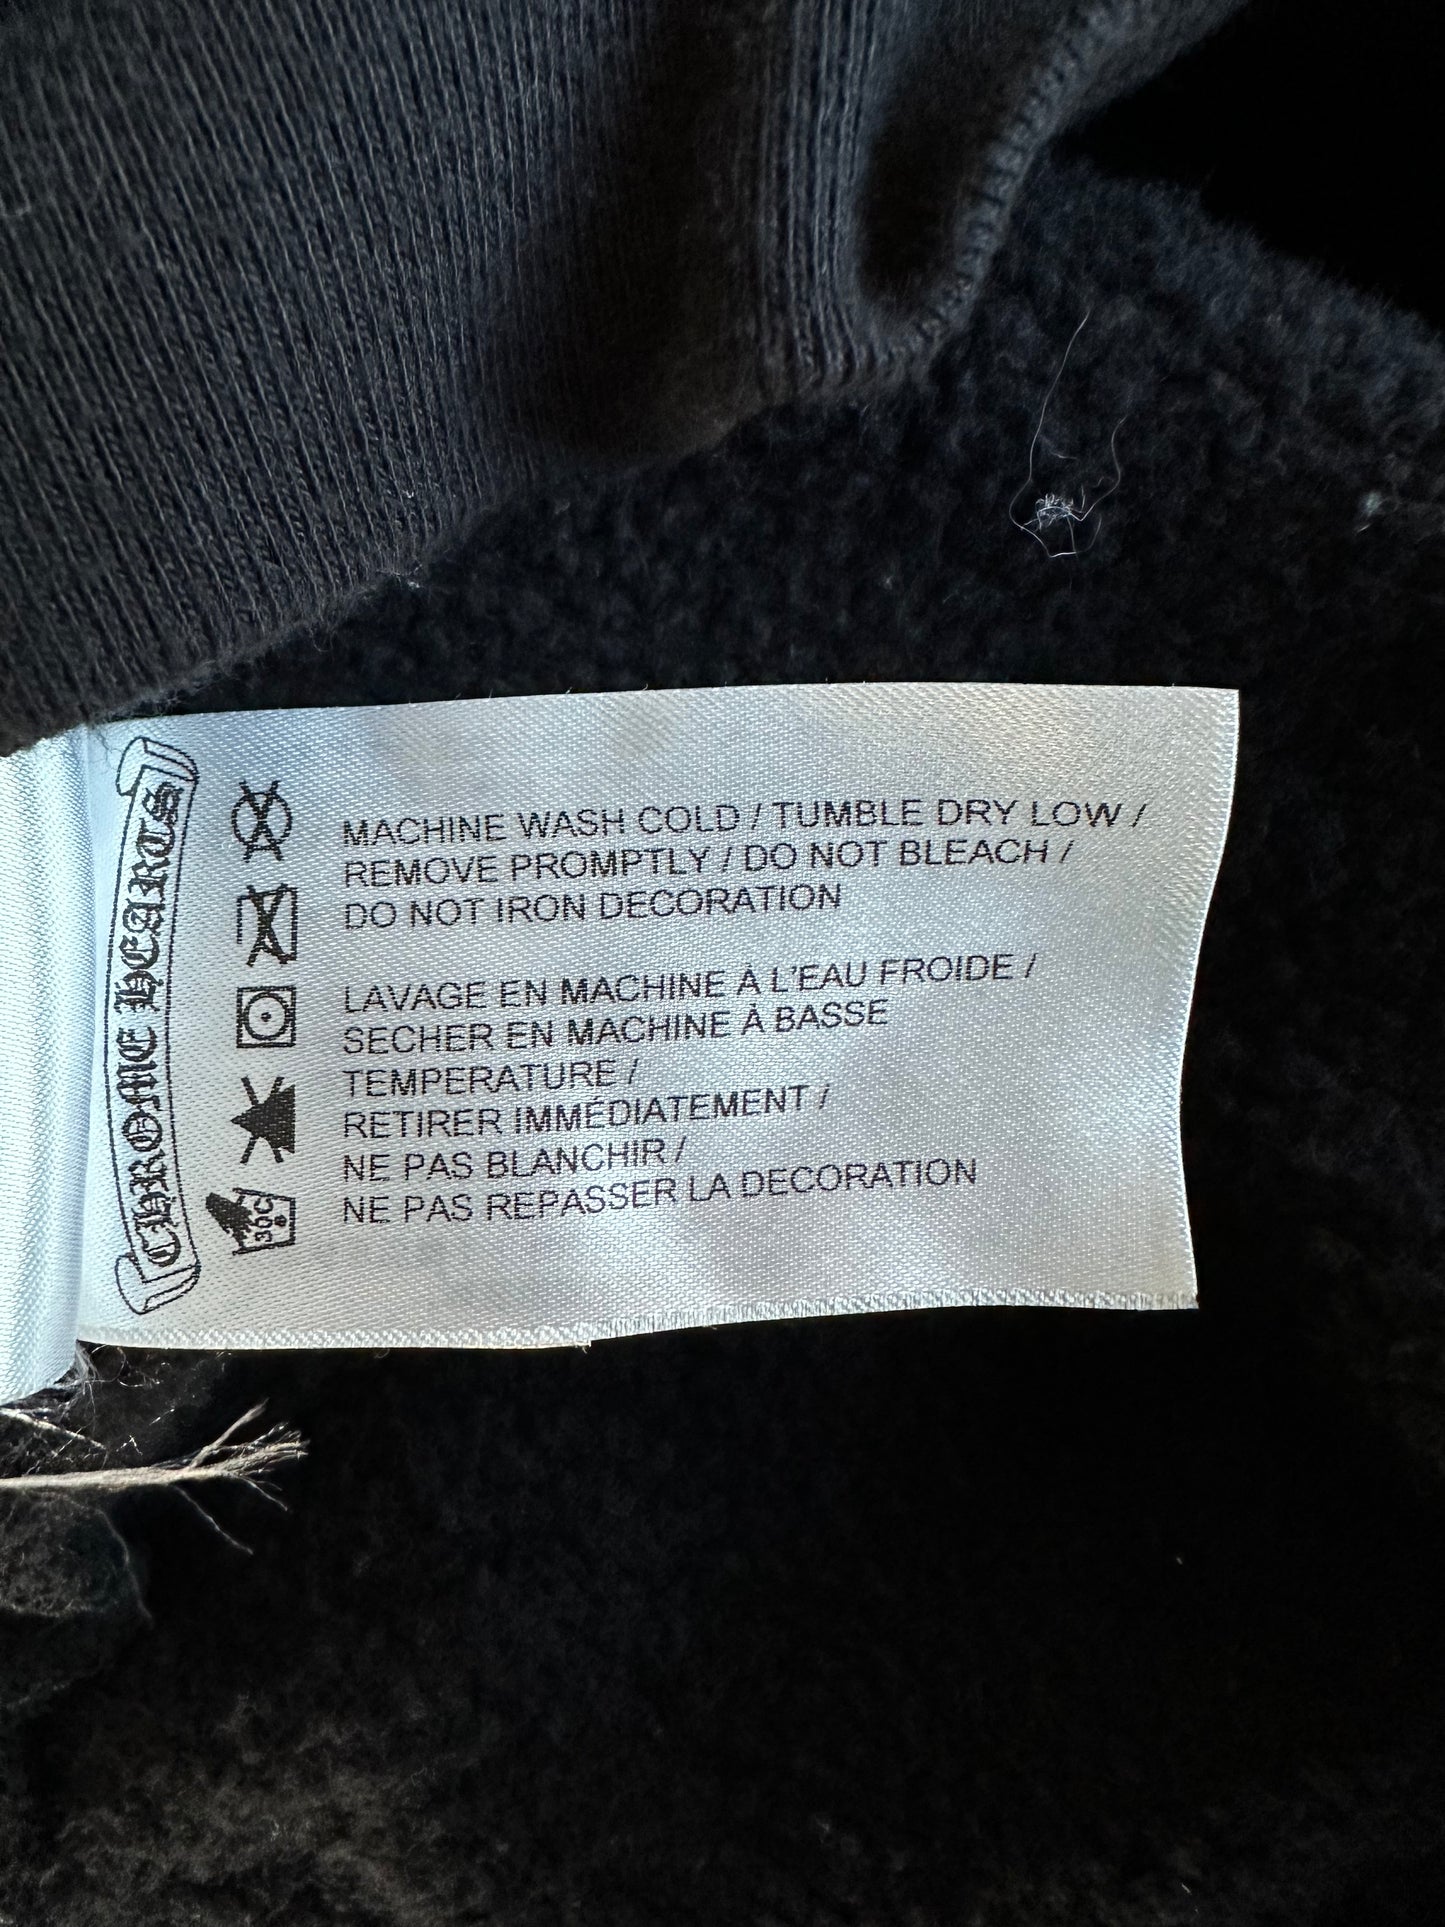 CHROME HEARTS
MACHINE WASH COLD / TUMBLE DRY LOW /
REMOVE PROMPTLY / DO NOT BLEACH /
DO NOT IRON DECORATION
LAVAGE EN MACHINE À L'EAU FROIDE /
SECHER EN MACHINE À BASSE
TEMPERATURE /
RETIRER IMMÉDIATEMENT /
NE PAS BLANCHIR /
NE PAS REPASSER LA DECORATION
30C